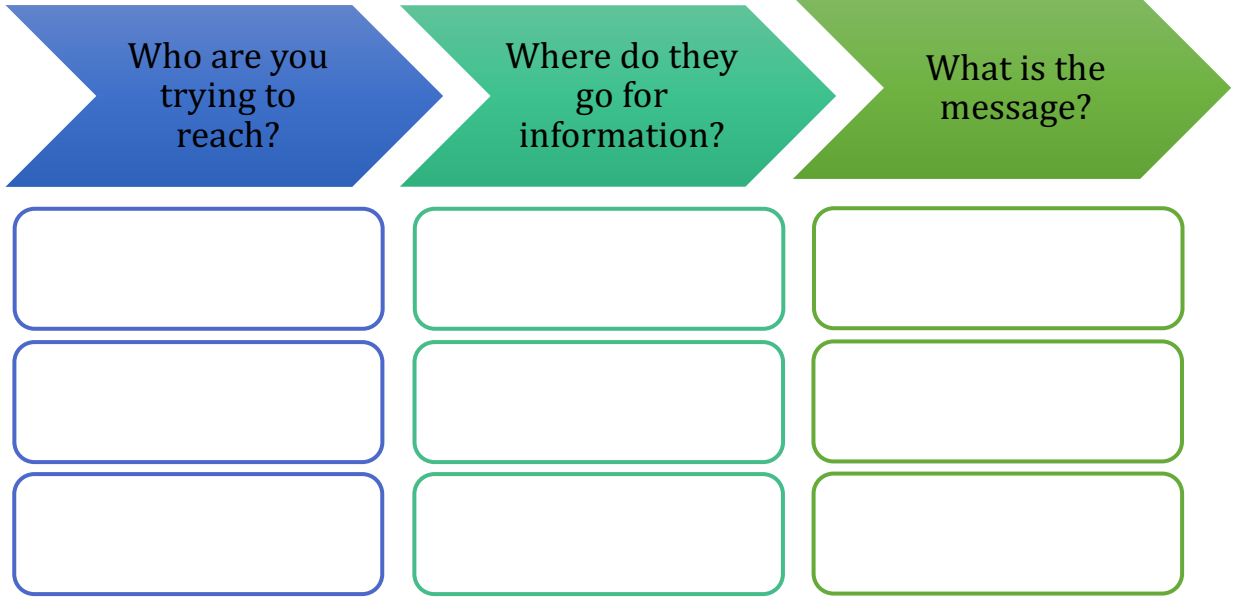 Who are you
trying to
reach?
Where do they
go for
information?
What is the
message?